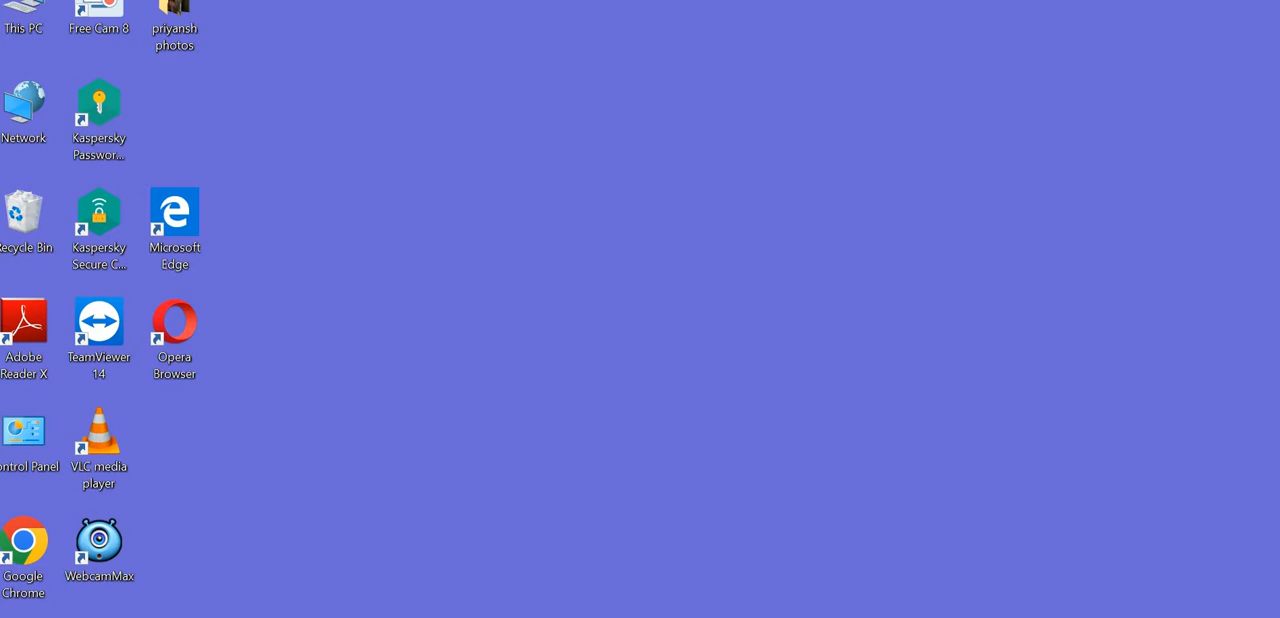 This PC
Free Cam 8
priyansh
photos
Network
Kaspersky
Passwor...
Recycle Bin
Kaspersky
Secure C...
Microsoft
Edge
Adobe
Reader X
TeamViewer
14
Opera
Browser
ontrol Panel
VLC media
player
Google
Chrome
WebcamMax